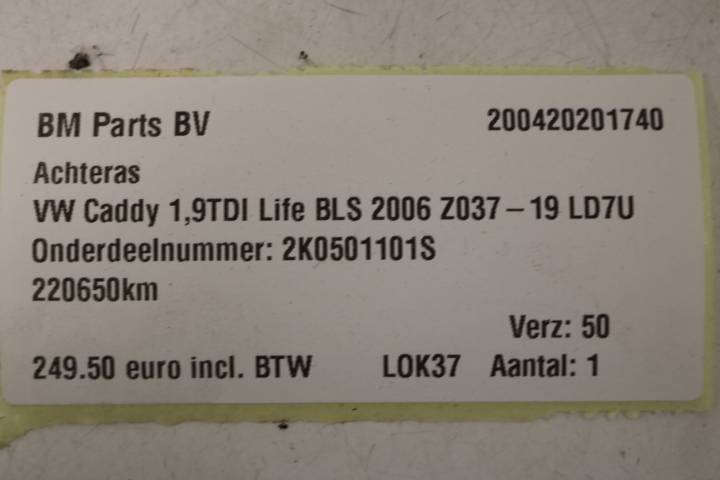 BM Parts BV 200420201740
Achteras
VW Caddy 1,9TDI Life BLS 2006 Z037-19 LD7U
Onderdeelnummer: 2K0501101S
220650km
Verz: 50
249.50 euro incl. BTW LOK37 Aantal: 1